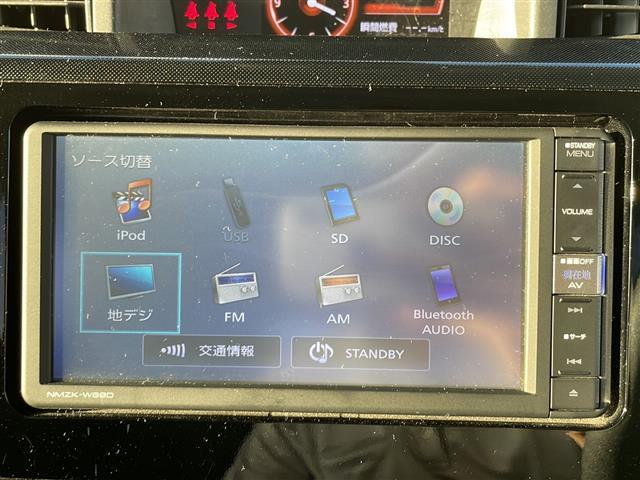 瞬間燃費 --.-km/L
ソース切替
iPod
USB
SD
DISC
地デジ
FM
AM
Bluetooth
AUDIO
交通情報
STANDBY
NMZK-W69D
STANDBY
MENU
VOLUME
画面OFF
現在地
AV
サーチ